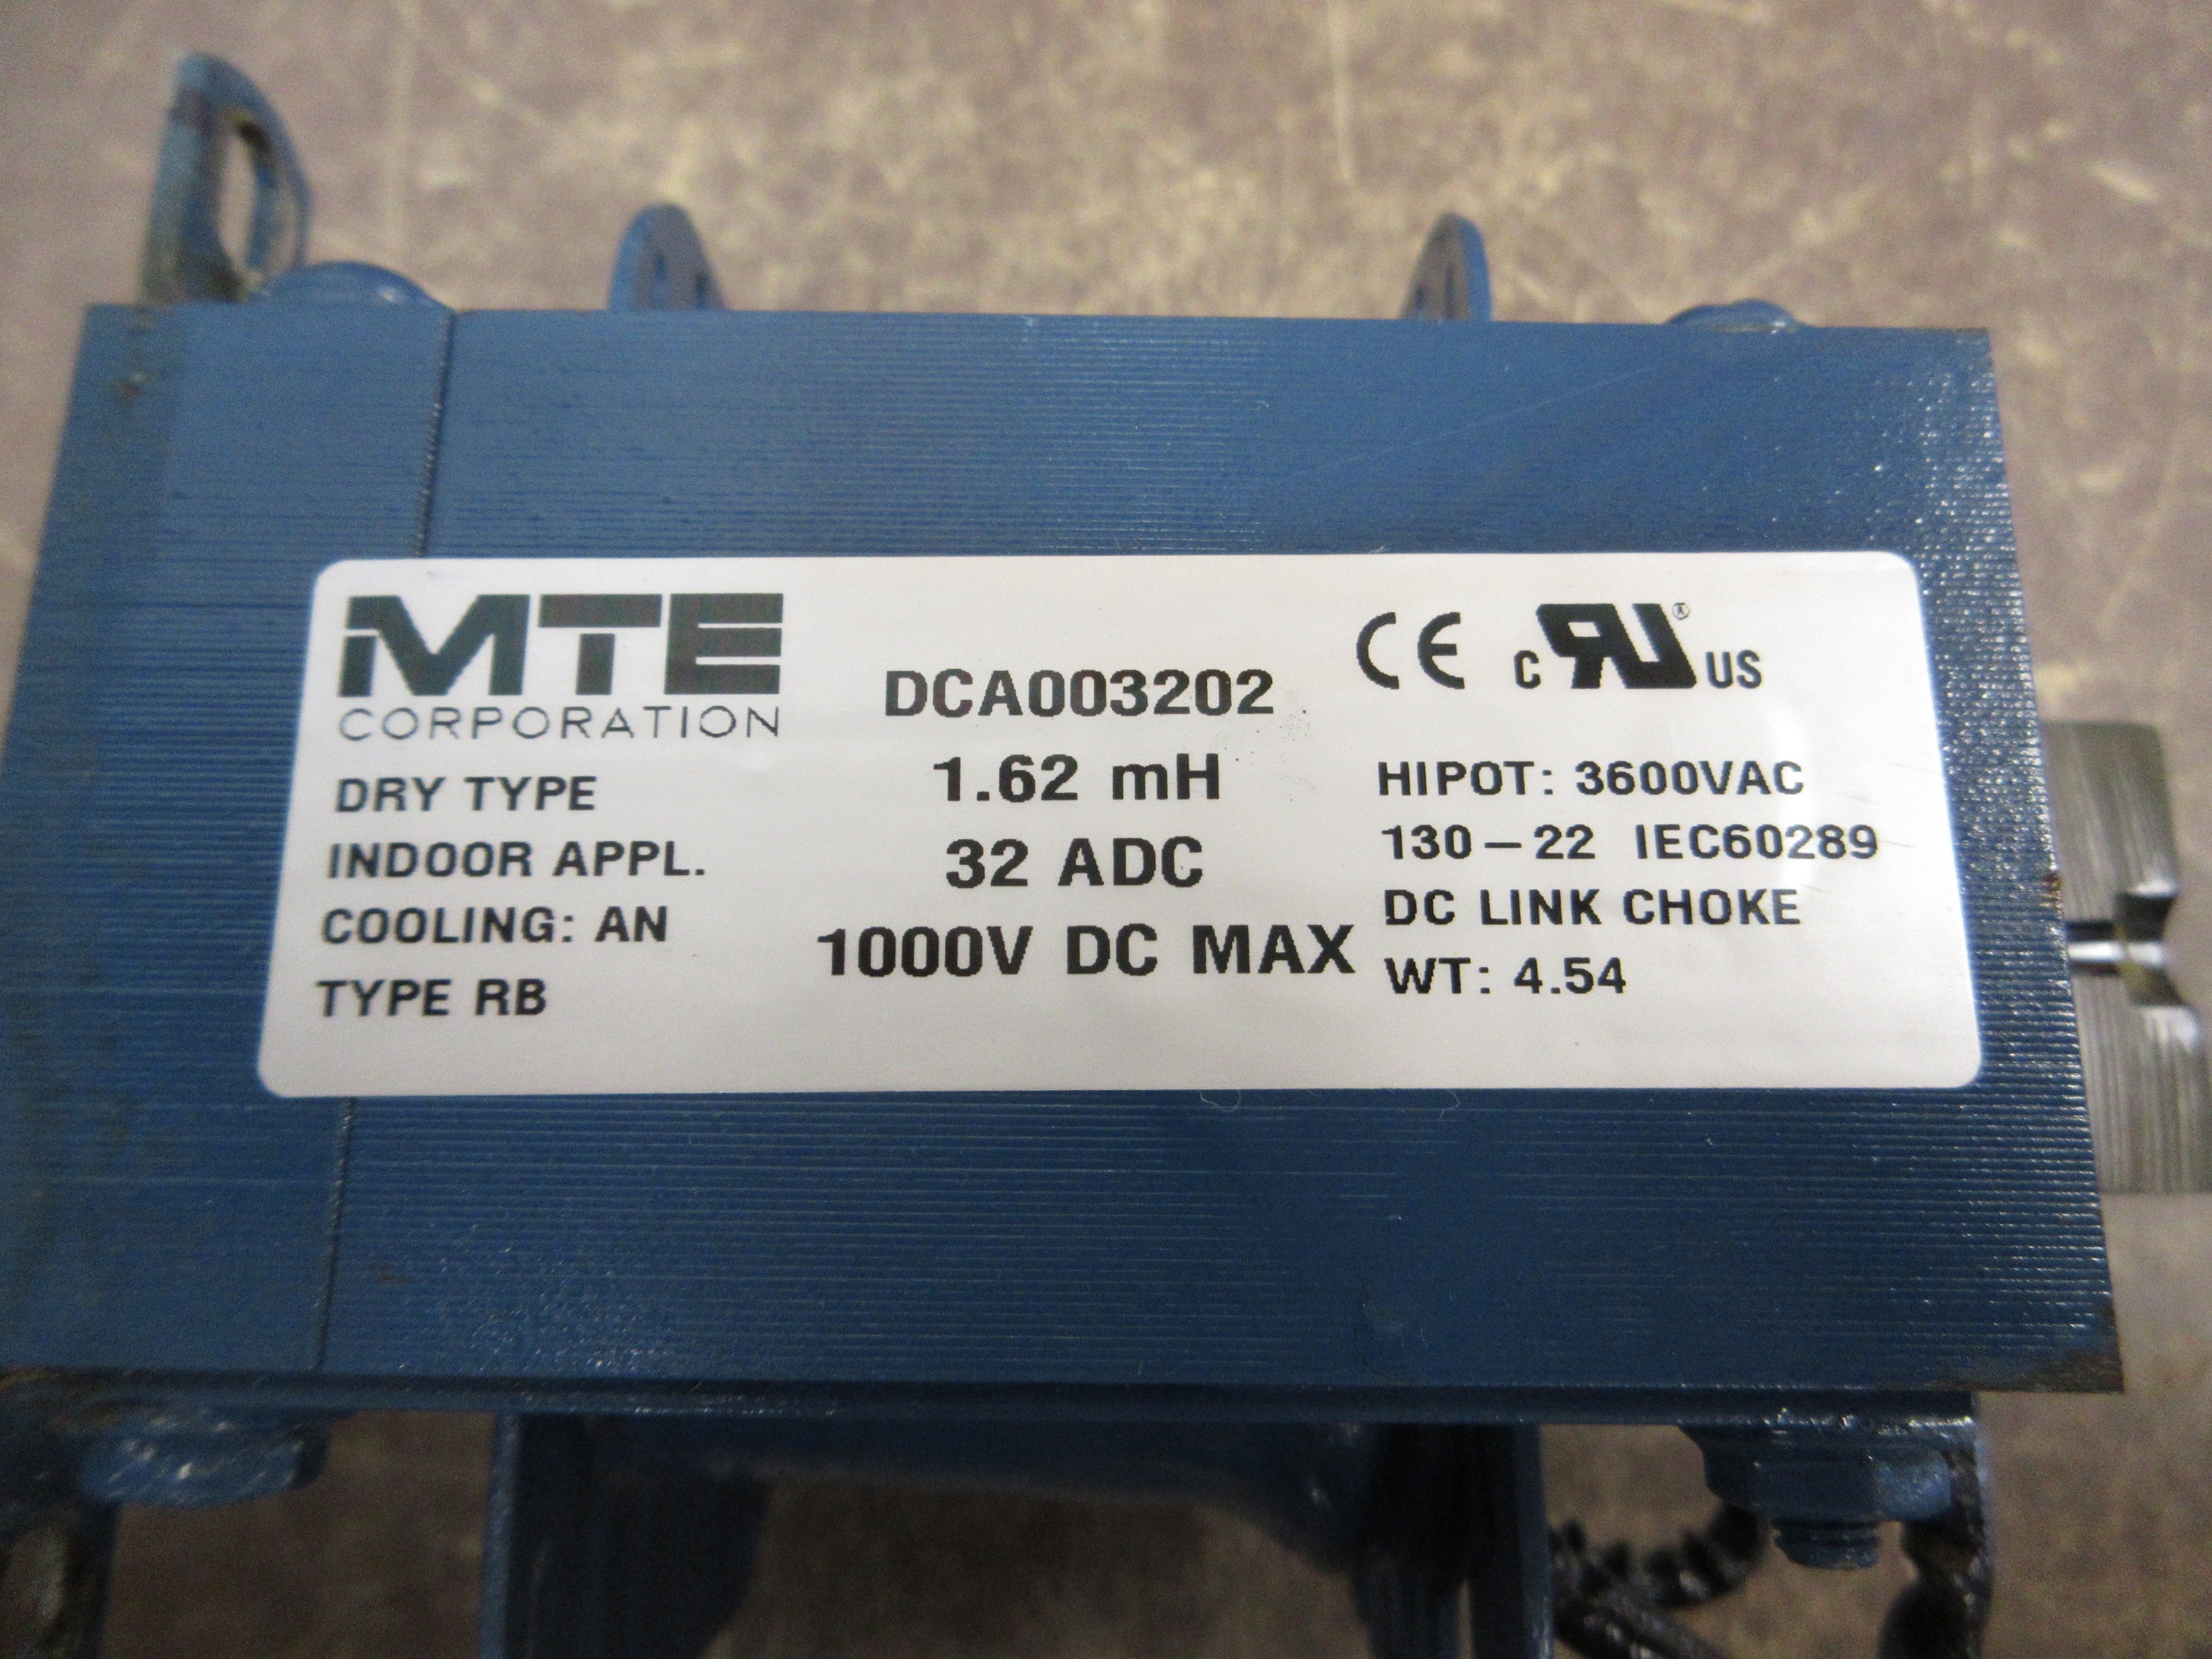 MTE
CORPORATION
DRY TYPE
INDOOR APPL.
COOLING: AN
TYPE RB
DCA003202
1.62 mH
32 ADC
1000V DC MAX
CE c RU® US
HIPOT: 3600VAC
130-22 IEC60289
DC LINK CHOKE
WT: 4.54